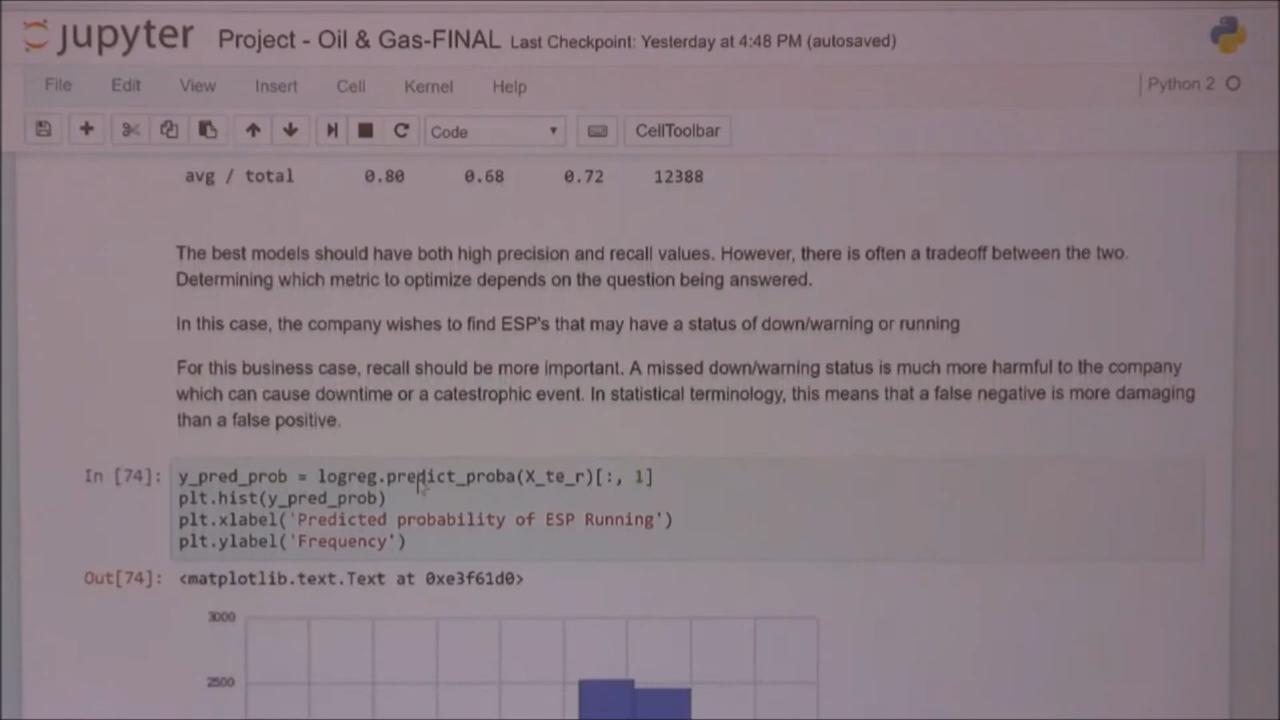 jupyter Project - Oil & Gas-FINAL Last Checkpoint: Yesterday at 4:48 PM (autosaved)
File Edit View Insert Cell Kernel Help Python 2
Code CellToolbar
avg / total 0.80 0.68 0.72 12388
The best models should have both high precision and recall values. However, there is often a tradeoff between the two.
Determining which metric to optimize depends on the question being answered.
In this case, the company wishes to find ESP's that may have a status of down/warning or running
For this business case, recall should be more important. A missed down/warning status is much more harmful to the company
which can cause downtime or a catestrophic event. In statistical terminology, this means that a false negative is more damaging
than a false positive.
In [74]: y_pred_prob = logreg.predict_proba(X_te_r)[:, 1]
plt.hist(y_pred_prob)
plt.xlabel('Predicted probability of ESP Running')
plt.ylabel('Frequency')
Out[74]: <matplotlib.text.Text at 0xe3f61d0>
3000
2500